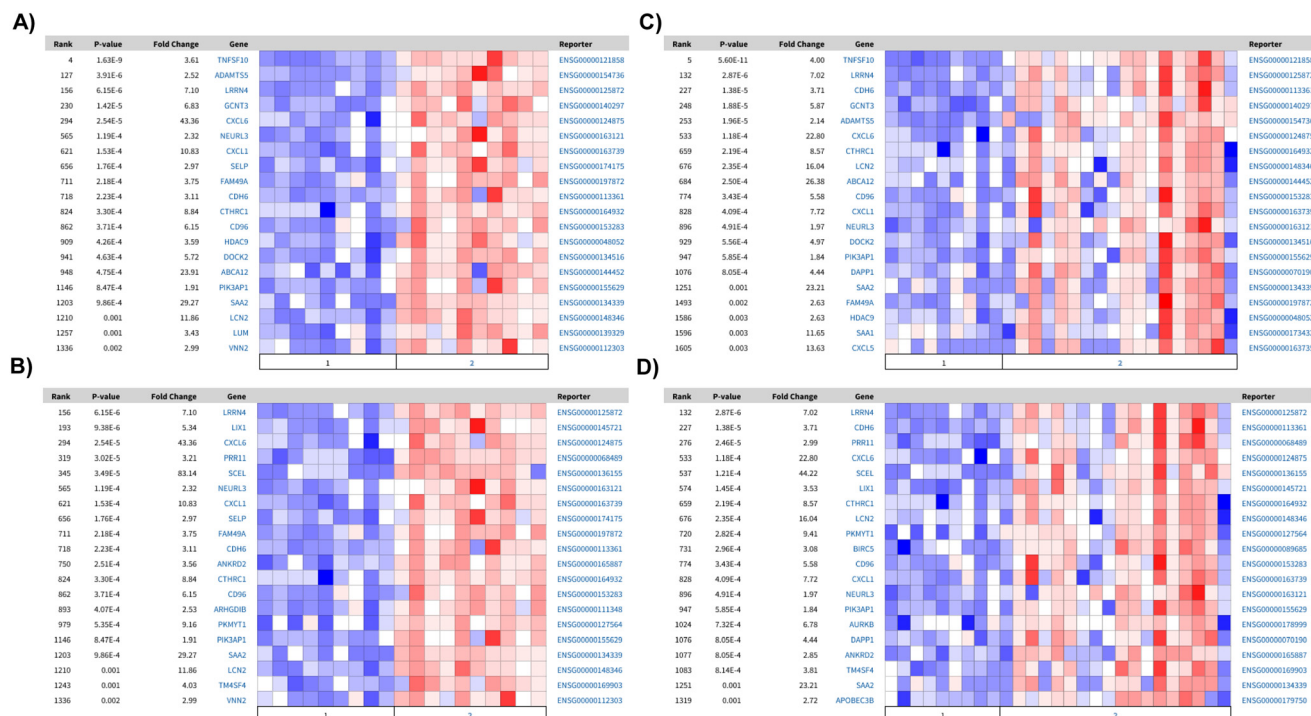 A)
Rank P-value Fold Change Gene Reporter
4 1.63E-9 3.61 TNFSF10 ENSG00000121858
127 3.91E-6 2.52 ADAMTS5 ENSG00000154736
156 6.15E-6 7.10 LRRN4 ENSG00000125872
230 1.42E-5 6.83 GCNT3 ENSG00000140297
294 2.54E-5 43.36 CXCL6 ENSG00000124875
565 1.19E-4 2.32 NEURL3 ENSG00000163121
621 1.53E-4 10.83 CXCL1 ENSG00000163739
656 1.76E-4 2.97 SELP ENSG00000174175
711 2.18E-4 3.75 FAM49A ENSG00000197872
718 2.23E-4 3.11 CDH6 ENSG00000113361
824 3.30E-4 8.84 CTHRC1 ENSG00000164932
862 3.71E-4 6.15 CD96 ENSG00000153283
909 4.26E-4 3.59 HDAC9 ENSG00000048052
941 4.63E-4 5.72 DOCK2 ENSG00000134516
948 4.75E-4 23.91 ABCA12 ENSG00000144452
1146 8.47E-4 1.91 PIK3AP1 ENSG00000155629
1203 9.86E-4 29.27 SAA2 ENSG00000134339
1210 0.001 11.86 LCN2 ENSG00000148346
1257 0.001 3.43 LUM ENSG00000139329
1336 0.002 2.99 VNN2 ENSG00000112303
1 2
B)
Rank P-value Fold Change Gene Reporter
156 6.15E-6 7.10 LRRN4 ENSG00000125872
193 9.38E-6 5.34 LIX1 ENSG00000145721
294 2.54E-5 43.36 CXCL6 ENSG00000124875
319 3.02E-5 3.21 PRR11 ENSG00000068489
345 3.49E-5 83.14 SCEL ENSG00000136155
565 1.19E-4 2.32 NEURL3 ENSG00000163121
621 1.53E-4 10.83 CXCL1 ENSG00000163739
656 1.76E-4 2.97 SELP ENSG00000174175
711 2.18E-4 3.75 FAM49A ENSG00000197872
718 2.23E-4 3.11 CDH6 ENSG00000113361
750 2.51E-4 3.56 ANKRD2 ENSG00000165887
824 3.30E-4 8.84 CTHRC1 ENSG00000164932
862 3.71E-4 6.15 CD96 ENSG00000153283
893 4.07E-4 2.53 ARHGDIB ENSG00000111348
979 5.35E-4 9.16 PKMYT1 ENSG00000127564
1146 8.47E-4 1.91 PIK3AP1 ENSG00000155629
1203 9.86E-4 29.27 SAA2 ENSG00000134339
1210 0.001 11.86 LCN2 ENSG00000148346
1243 0.001 4.03 TM4SF4 ENSG00000169903
1336 0.002 2.99 VNN2 ENSG00000112303
1 2
C)
Rank P-value Fold Change Gene Reporter
5 5.60E-11 4.00 TNFSF10 ENSG00000121858
132 2.87E-6 7.02 LRRN4 ENSG0000012587
227 1.38E-5 3.71 CDH6 ENSG0000011336
248 1.88E-5 5.87 GCNT3 ENSG0000014029
253 1.96E-5 2.14 ADAMTS5 ENSG0000015473
533 1.18E-4 22.80 CXCL6 ENSG0000012487
659 2.19E-4 8.57 CTHRC1 ENSG0000016493
676 2.35E-4 16.04 LCN2 ENSG0000014834
684 2.50E-4 26.38 ABCA12 ENSG0000014445
774 3.43E-4 5.58 CD96 ENSG0000015328
828 4.09E-4 7.72 CXCL1 ENSG0000016373
896 4.91E-4 1.97 NEURL3 ENSG0000016312
929 5.56E-4 4.97 DOCK2 ENSG0000013451
947 5.85E-4 1.84 PIK3AP1 ENSG0000015562
1076 8.05E-4 4.44 DAPP1 ENSG0000007019
1251 0.001 23.21 SAA2 ENSG0000013433
1493 0.002 2.63 FAM49A ENSG0000019787
1586 0.003 2.63 HDAC9 ENSG0000004805
1596 0.003 11.65 SAA1 ENSG0000017343
1605 0.003 13.63 CXCL5 ENSG0000016373
1 2
D)
Rank P-value Fold Change Gene Reporter
132 2.87E-6 7.02 LRRN4 ENSG00000125872
227 1.38E-5 3.71 CDH6 ENSG00000113361
276 2.46E-5 2.99 PRR11 ENSG00000068489
533 1.18E-4 22.80 CXCL6 ENSG00000124875
537 1.21E-4 44.22 SCEL ENSG00000136155
574 1.45E-4 3.53 LIX1 ENSG00000145721
659 2.19E-4 8.57 CTHRC1 ENSG00000164932
676 2.35E-4 16.04 LCN2 ENSG00000148346
720 2.82E-4 9.41 PKMYT1 ENSG00000127564
731 2.96E-4 3.08 BIRC5 ENSG00000089685
774 3.43E-4 5.58 CD96 ENSG00000153283
828 4.09E-4 7.72 CXCL1 ENSG00000163739
896 4.91E-4 1.97 NEURL3 ENSG00000163121
947 5.85E-4 1.84 PIK3AP1 ENSG00000155629
1024 7.32E-4 6.78 AURKB ENSG00000178999
1076 8.05E-4 4.44 DAPP1 ENSG00000070190
1077 8.05E-4 2.85 ANKRD2 ENSG00000165887
1083 8.14E-4 3.81 TM4SF4 ENSG00000169903
1251 0.001 23.21 SAA2 ENSG00000134339
1319 0.001 2.72 APOBEC3B ENSG00000179750
1 2